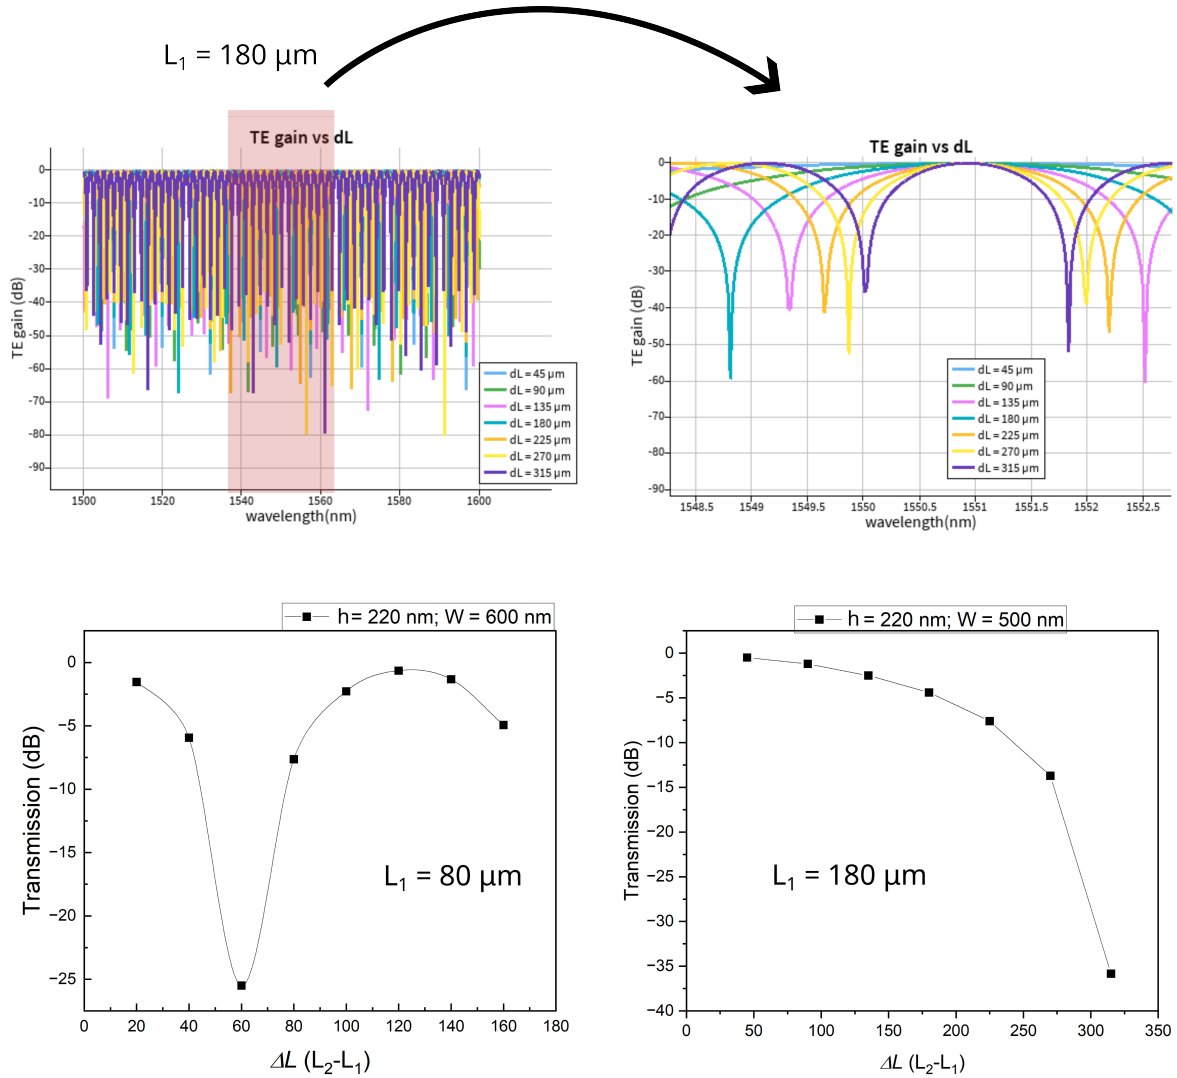 L₁ = 180 μm
TE gain vs dL
TE gain (dB)
0
-10
-20
-30
-40
-50
-60
-70
-80
-90
1500
1520
1540
1560
1580
1600
wavelength(nm)
dL = 45 μm
dL = 90 μm
dL = 135 μm
dL = 180 μm
dL = 225 μm
dL = 270 μm
dL = 315 μm
TE gain vs dL
TE gain (dB)
0
-10
-20
-30
-40
-50
-60
-70
-80
-90
1548.5
1549
1549.5
1550
1550.5
1551
1551.5
1552
1552.5
wavelength(nm)
dL = 45 μm
dL = 90 μm
dL = 135 μm
dL = 180 μm
dL = 225 μm
dL = 270 μm
dL = 315 μm
h = 220 nm; W = 600 nm
Transmission (dB)
0
−5
−10
−15
−20
−25
L₁ = 80 μm
0 20 40 60 80 100 120 140 160 180
ΔL (L₂-L₁)
h = 220 nm; W = 500 nm
Transmission (dB)
0
−5
−10
−15
−20
−25
−30
−35
−40
L₁ = 180 μm
0 50 100 150 200 250 300 350
ΔL (L₂-L₁)